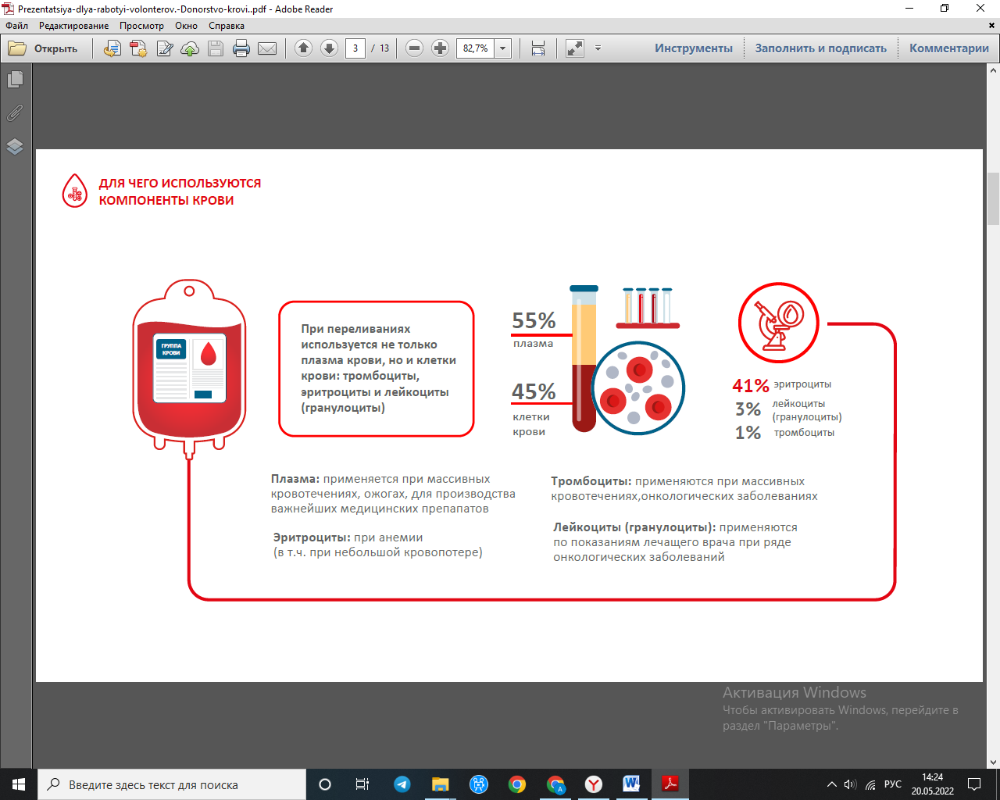 Prezentatsiya-dlya-rabotyi-volonterov.-Donorstvo-krovi..pdf - Adobe Reader
Файл Редактирование Просмотр Окно Справка
Открыть 3 / 13 82,7% Инструменты Заполнить и подписать Комментарии
ДЛЯ ЧЕГО ИСПОЛЬЗУЮТСЯ
КОМПОНЕНТЫ КРОВИ
ГРУППА
КРОВИ
При переливаниях
используется не только
плазма крови, но и клетки
крови: тромбоциты,
эритроциты и лейкоциты
(гранулоциты)
55%
плазма
45%
клетки
крови
41% эритроциты
3% лейкоциты
(гранулоциты)
1% тромбоциты
Плазма: применяется при массивных
кровотечениях, ожогах, для производства
важнейших медицинских препапатов
Эритроциты: при анемии
(в т.ч. при небольшой кровопотере)
Тромбоциты: применяются при массивных
кровотечениях,онкологических заболеваниях
Лейкоциты (гранулоциты): применяются
по показаниям лечащего врача при ряде
онкологических заболеваний
Активация Windows
Чтобы активировать Windows, перейдите в
раздел "Параметры".
Введите здесь текст для поиска
РУС
14:24
20.05.2022